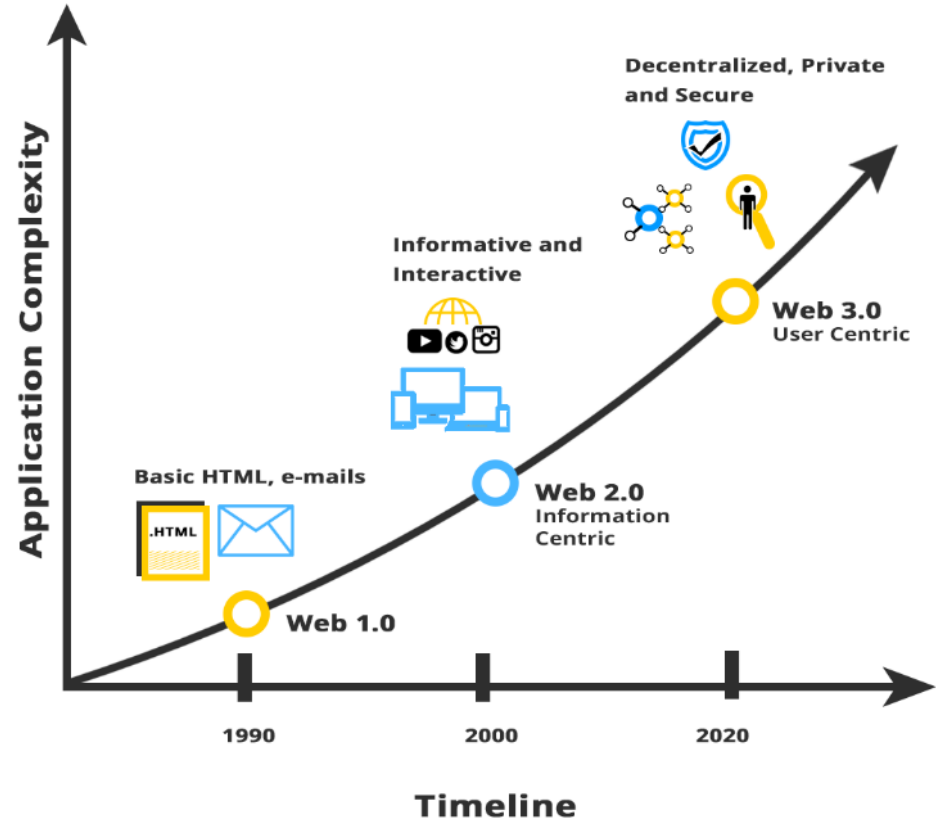 Decentralized, Private
and Secure
Informative and
Interactive
Web 3.0
User Centric
Basic HTML, e-mails
.HTML
Web 2.0
Information
Centric
Web 1.0
Application Complexity
1990
2000
2020
Timeline